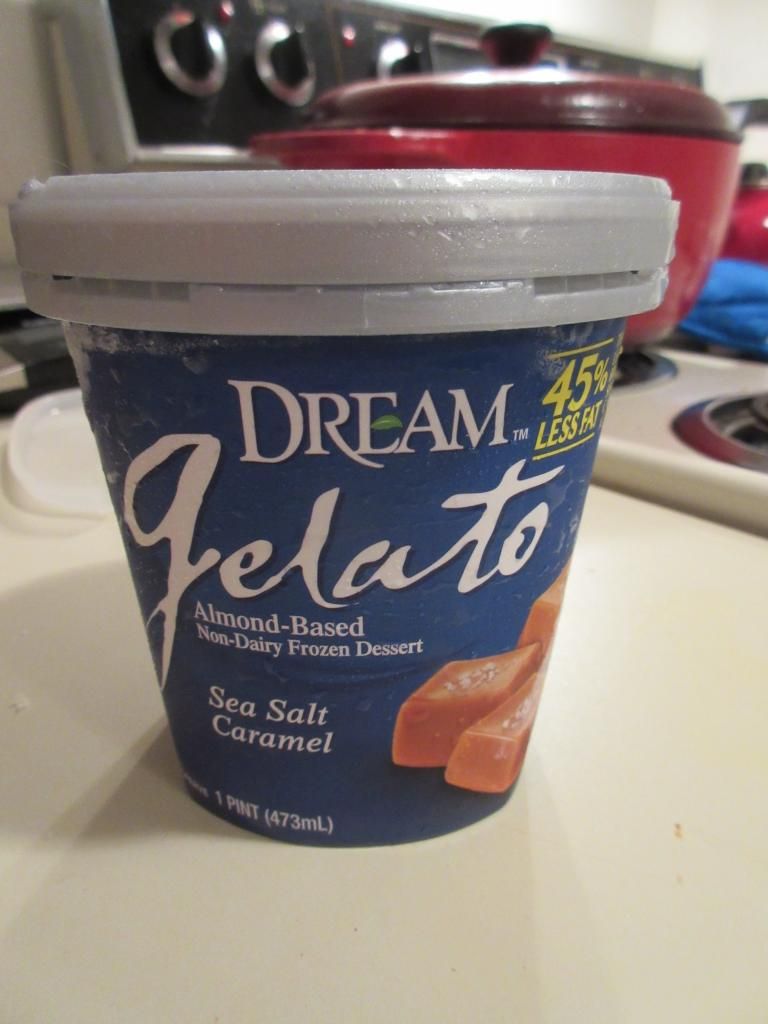 DREAM™
45%
LESS FAT
gelato
Almond-Based
Non-Dairy Frozen Dessert
Sea Salt
Caramel
1 PINT (473mL)